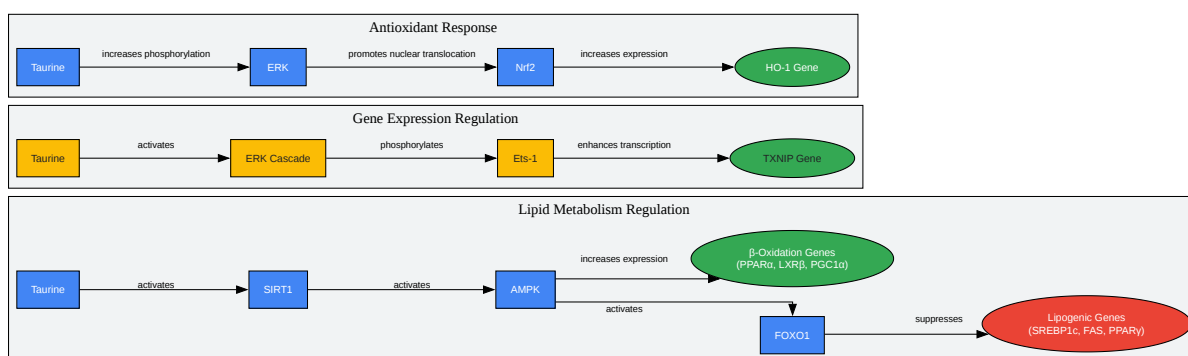 Antioxidant Response
Taurine
increases phosphorylation
ERK
promotes nuclear translocation
Nrf2
increases expression
HO-1 Gene
Gene Expression Regulation
Taurine
activates
ERK Cascade
phosphorylates
Ets-1
enhances transcription
TXNIP Gene
Lipid Metabolism Regulation
Taurine
activates
SIRT1
activates
AMPK
increases expression
β-Oxidation Genes
(PPARα, LXRβ, PGC1α)
activates
FOXO1
suppresses
Lipogenic Genes
(SREBP1c, FAS, PPARγ)